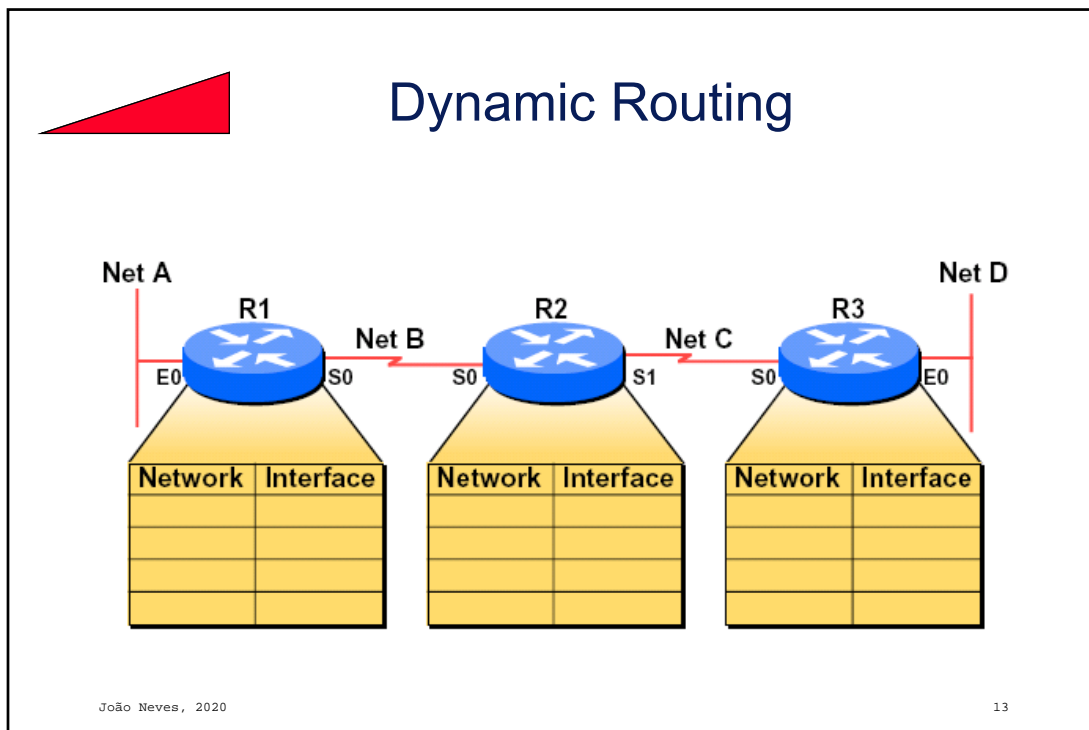 Dynamic Routing
Net A
Net D
R1
R2
R3
Net B
Net C
E0
S0
S0
S1
S0
E0
Network Interface
Network Interface
Network Interface
João Neves, 2020
13